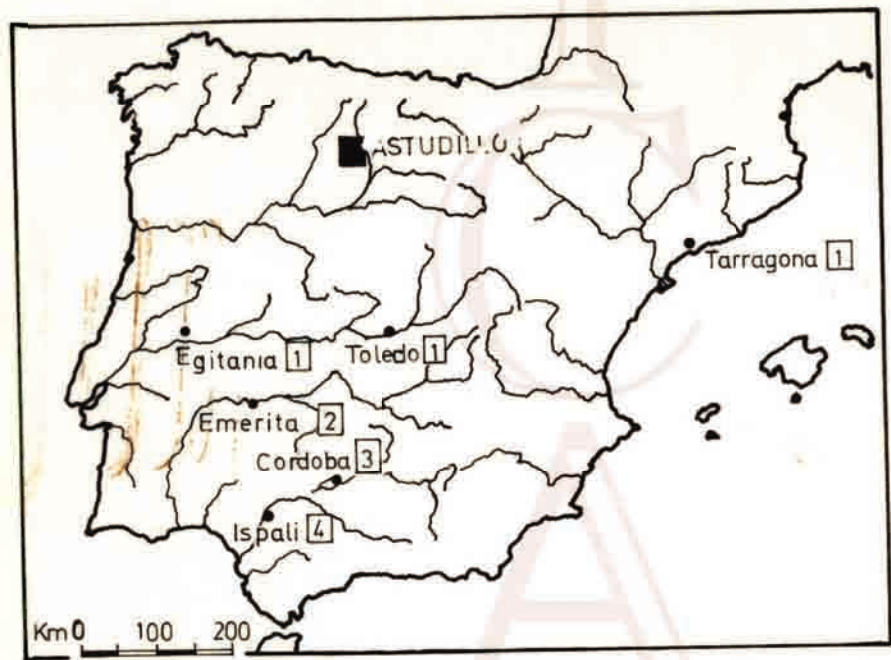 ASTUDILLO
Tarragona 1
Egitania 1
Toledo 1
Emerita 2
Cordoba 3
Ispali 4
Km 0 100 200